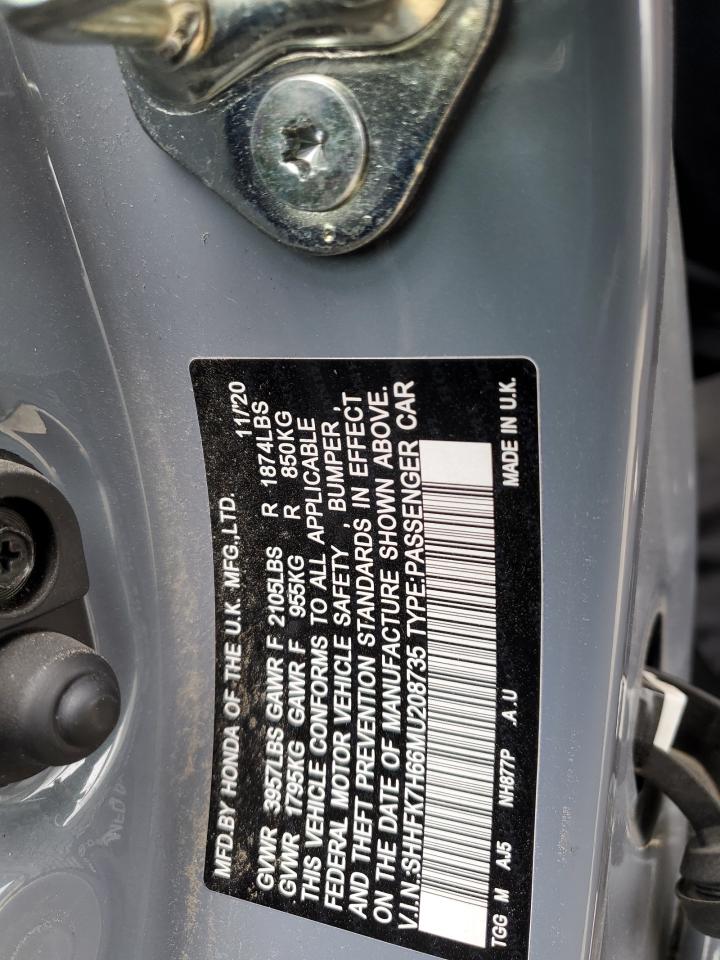 MFD.BY HONDA OF THE U.K. MFG.,LTD. 11/'20
GVWR 3957LBS GAWR F 2105LBS R 1874LBS
GVWR 1795KG GAWR F 955KG R 850KG
THIS VEHICLE CONFORMS TO ALL APPLICABLE
FEDERAL MOTOR VEHICLE SAFETY , BUMPER ,
AND THEFT PREVENTION STANDARDS IN EFFECT
ON THE DATE OF MANUFACTURE SHOWN ABOVE.
V.I.N.:SHHFK7H66MU208735 TYPE:PASSENGER CAR
TGG M AJ5 NH877P A.U MADE IN U.K.